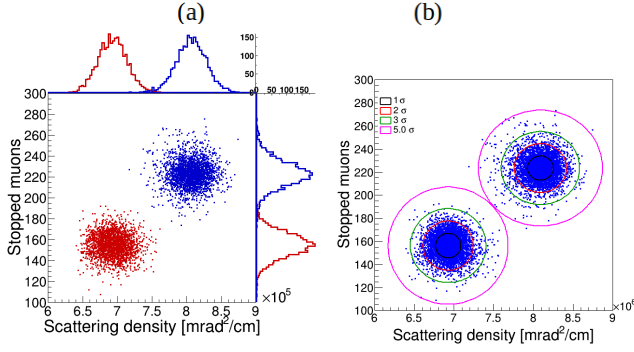 (a)
(b)
150
100
50
0
0 50 100 150
300
280
260
240
220
200
180
160
140
120
100
Stopped muons
6 6.5 7 7.5 8 8.5 9
×10⁵
Scattering density [mrad²/cm]
300
280
260
240
220
200
180
160
140
120
100
Stopped muons
1 σ
2 σ
3 σ
5.0 σ
6 6.5 7 7.5 8 8.5 9
×10⁶
Scattering density [mrad²/cm]